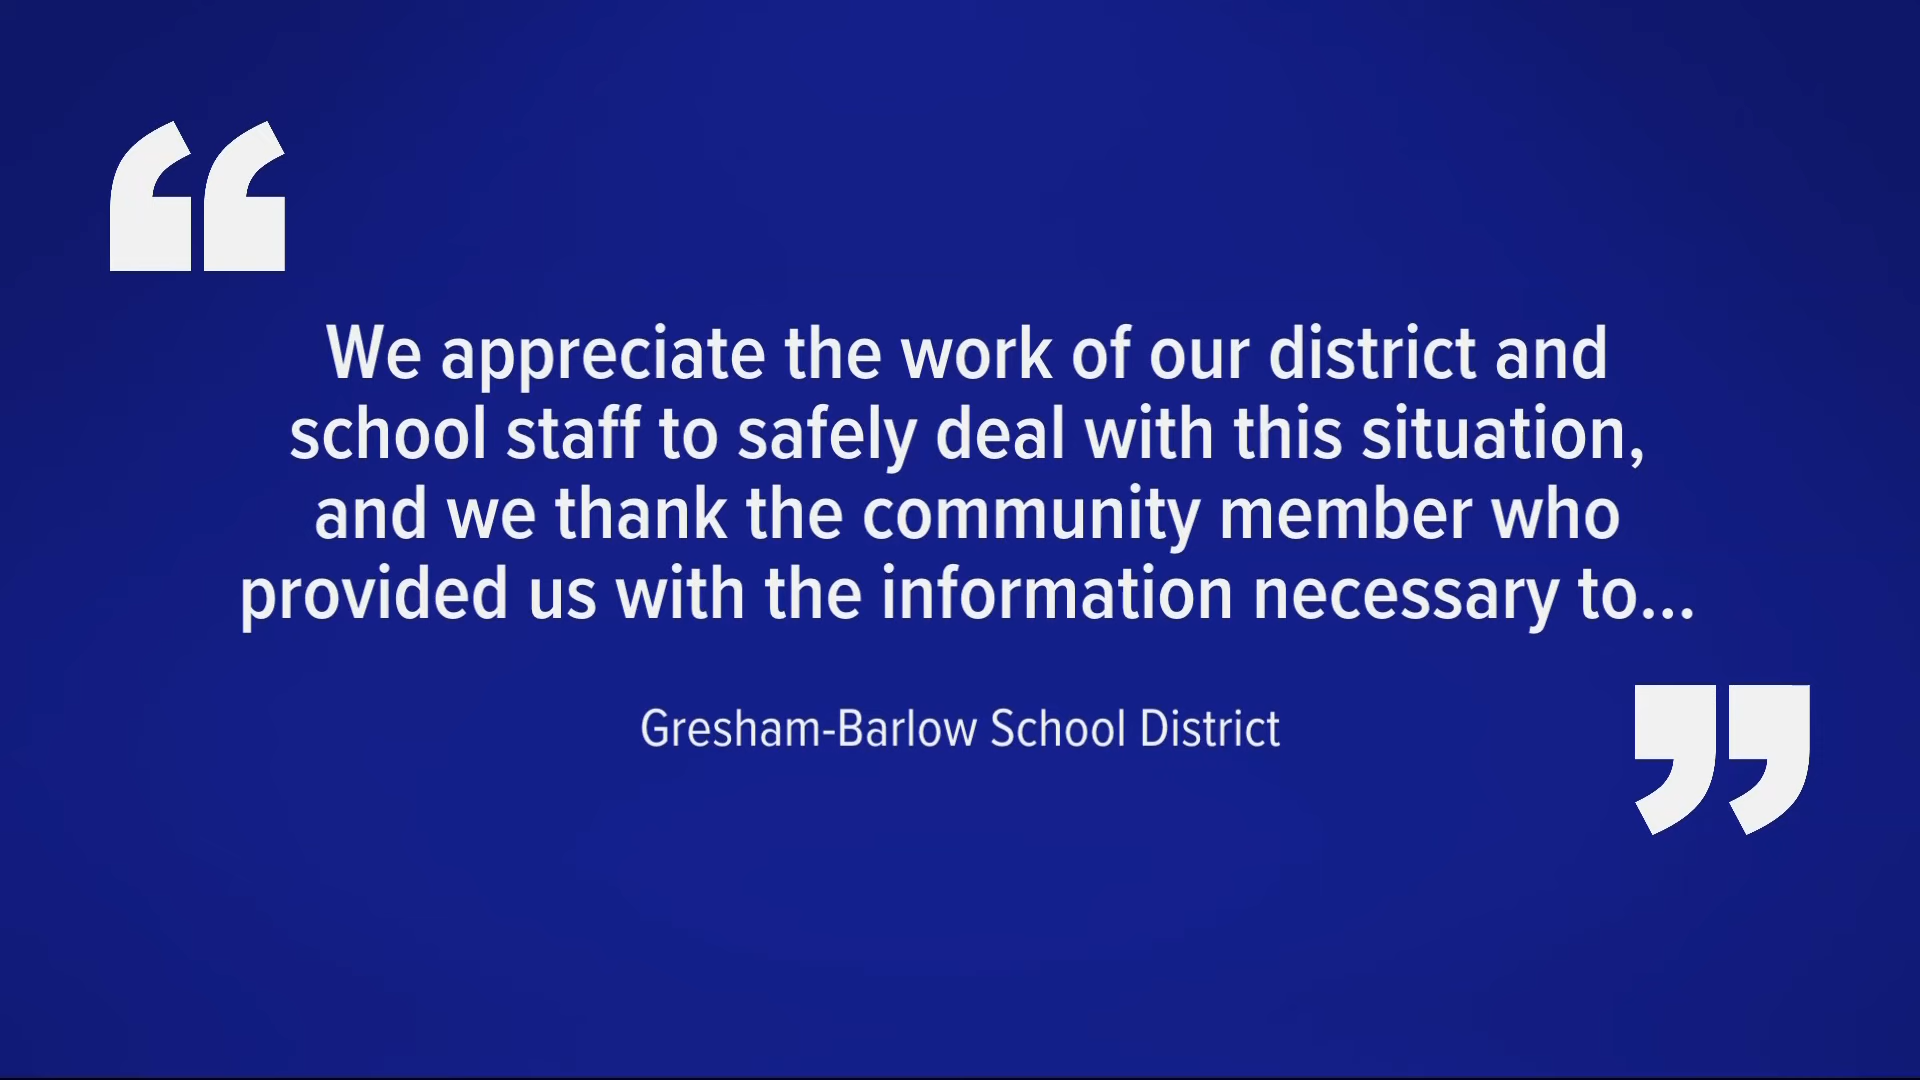 “
We appreciate the work of our district and
school staff to safely deal with this situation,
and we thank the community member who
provided us with the information necessary to...
Gresham-Barlow School District
”